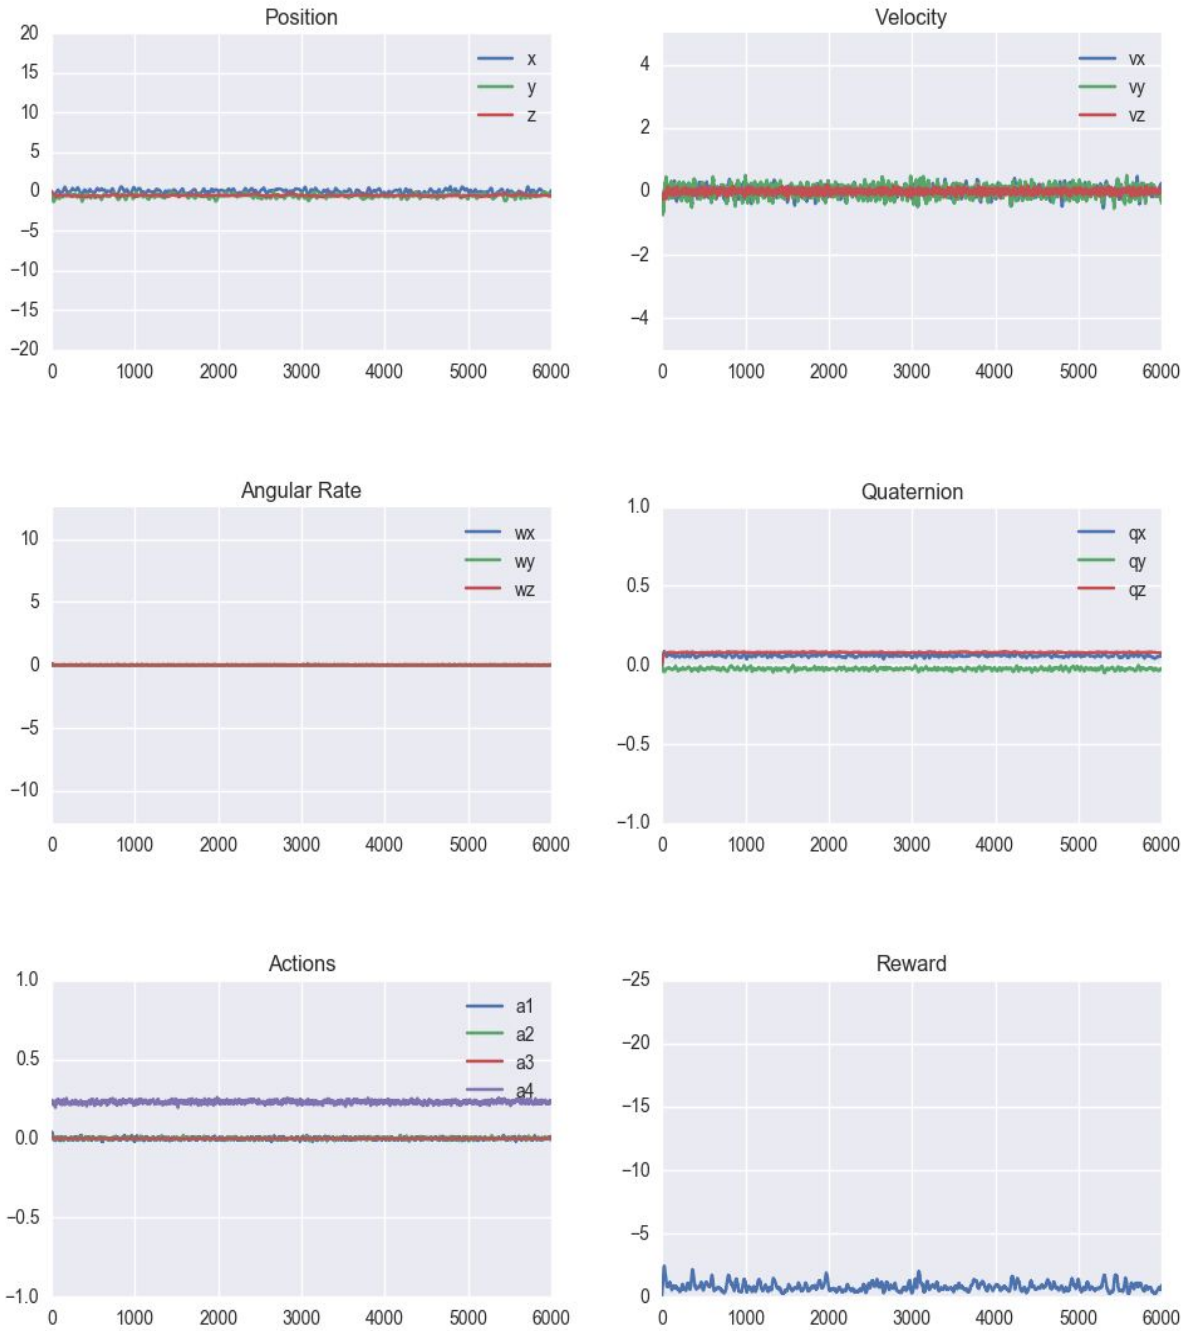 Position
20
15
10
5
0
−5
−10
−15
−20
0 1000 2000 3000 4000 5000 6000
x
y
z
Velocity
4
2
0
−2
−4
0 1000 2000 3000 4000 5000 6000
vx
vy
vz
Angular Rate
10
5
0
−5
−10
0 1000 2000 3000 4000 5000 6000
wx
wy
wz
Quaternion
1.0
0.5
0.0
−0.5
−1.0
0 1000 2000 3000 4000 5000 6000
qx
qy
qz
Actions
1.0
0.5
0.0
−0.5
−1.0
0 1000 2000 3000 4000 5000 6000
a1
a2
a3
a4
Reward
−25
−20
−15
−10
−5
0
0 1000 2000 3000 4000 5000 6000